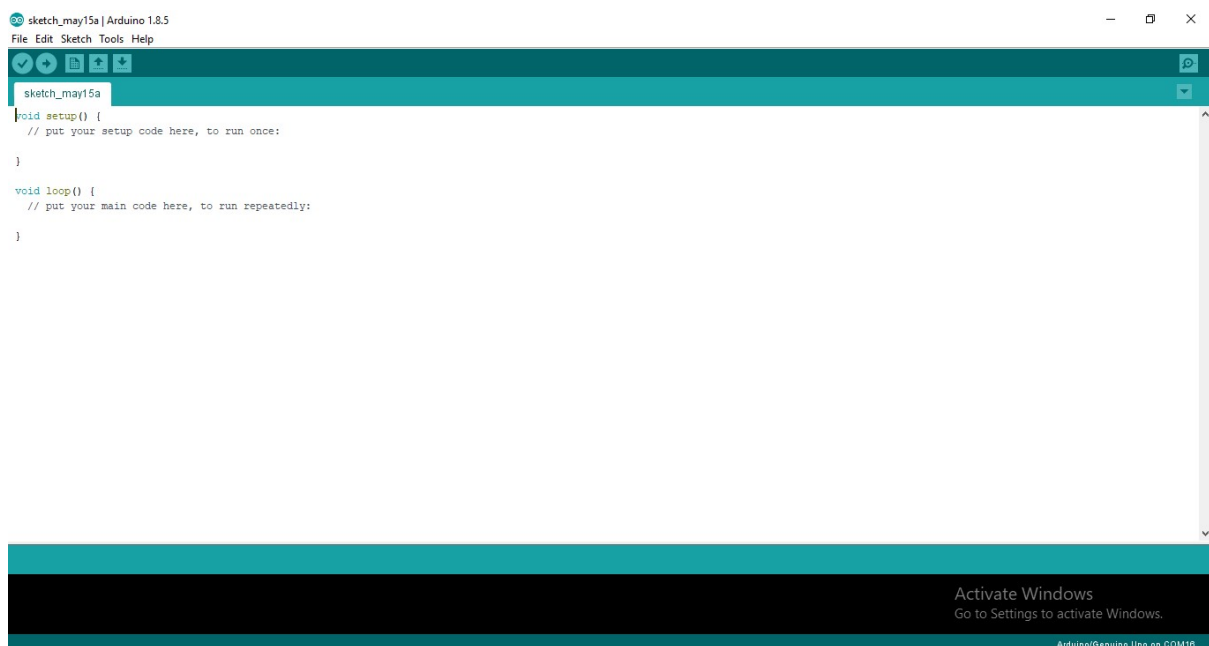 sketch_may15a | Arduino 1.8.5
File Edit Sketch Tools Help
sketch_may15a
void setup() {
  // put your setup code here, to run once:
}
void loop() {
  // put your main code here, to run repeatedly:
}
Activate Windows
Go to Settings to activate Windows.
Arduino/Genuino Uno on COM16